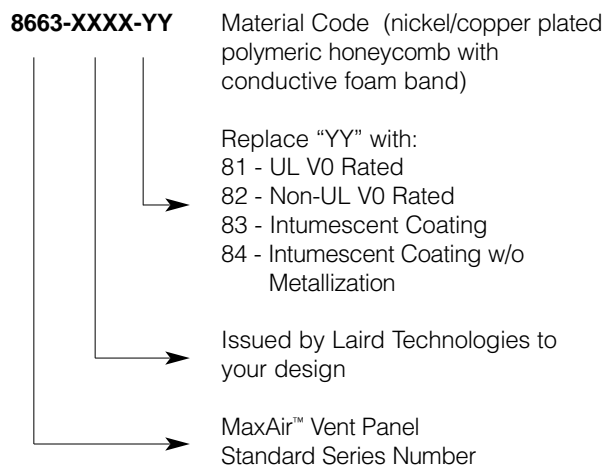 8663-XXXX-YY
Material Code (nickel/copper plated
polymeric honeycomb with
conductive foam band)
Replace “YY” with:
81 - UL V0 Rated
82 - Non-UL V0 Rated
83 - Intumescent Coating
84 - Intumescent Coating w/o
Metallization
Issued by Laird Technologies to
your design
MaxAir™ Vent Panel
Standard Series Number